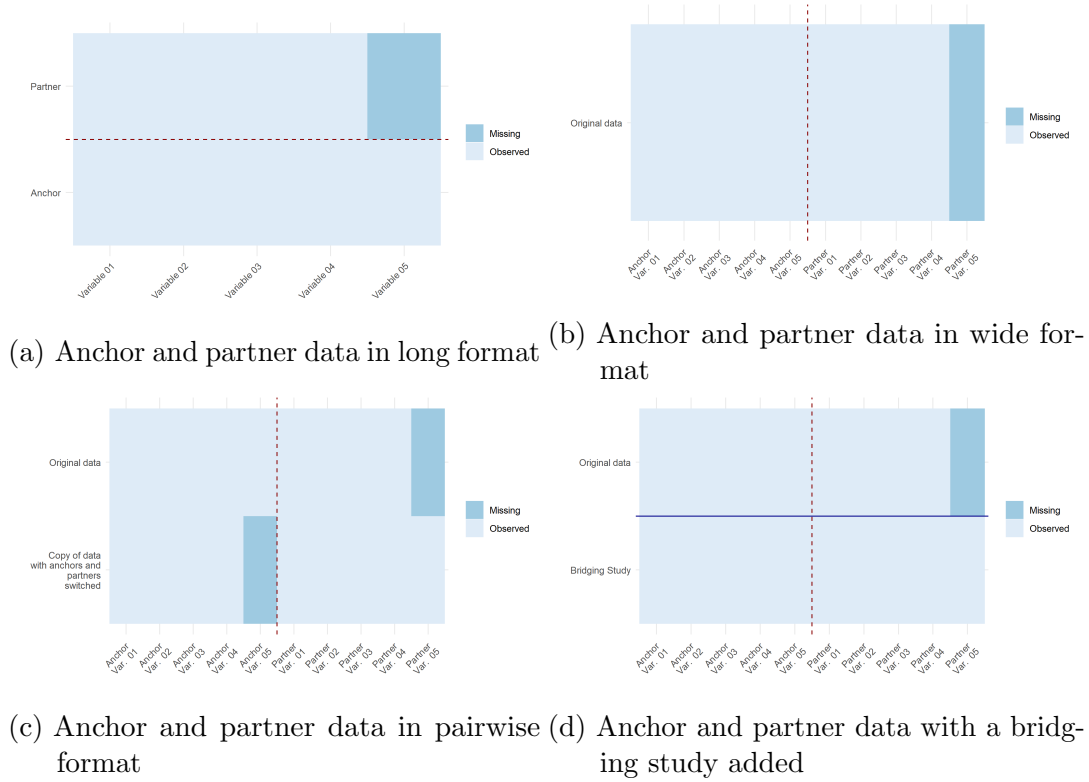 Partner
Anchor
Missing
Observed
Variable 01
Variable 02
Variable 03
Variable 04
Variable 05
(a) Anchor and partner data in long format
Original data
Missing
Observed
Anchor
Var. 01
Anchor
Var. 02
Anchor
Var. 03
Anchor
Var. 04
Anchor
Var. 05
Partner
Var. 01
Partner
Var. 02
Partner
Var. 03
Partner
Var. 04
Partner
Var. 05
(b) Anchor and partner data in wide for-
mat
Original data
Copy of data
with anchors and
partners
switched
Missing
Observed
Anchor
Var. 01
Anchor
Var. 02
Anchor
Var. 03
Anchor
Var. 04
Anchor
Var. 05
Partner
Var. 01
Partner
Var. 02
Partner
Var. 03
Partner
Var. 04
Partner
Var. 05
(c) Anchor and partner data in pairwise
format
Original data
Bridging Study
Missing
Observed
Anchor
Var. 01
Anchor
Var. 02
Anchor
Var. 03
Anchor
Var. 04
Anchor
Var. 05
Partner
Var. 01
Partner
Var. 02
Partner
Var. 03
Partner
Var. 04
Partner
Var. 05
(d) Anchor and partner data with a bridg-
ing study added